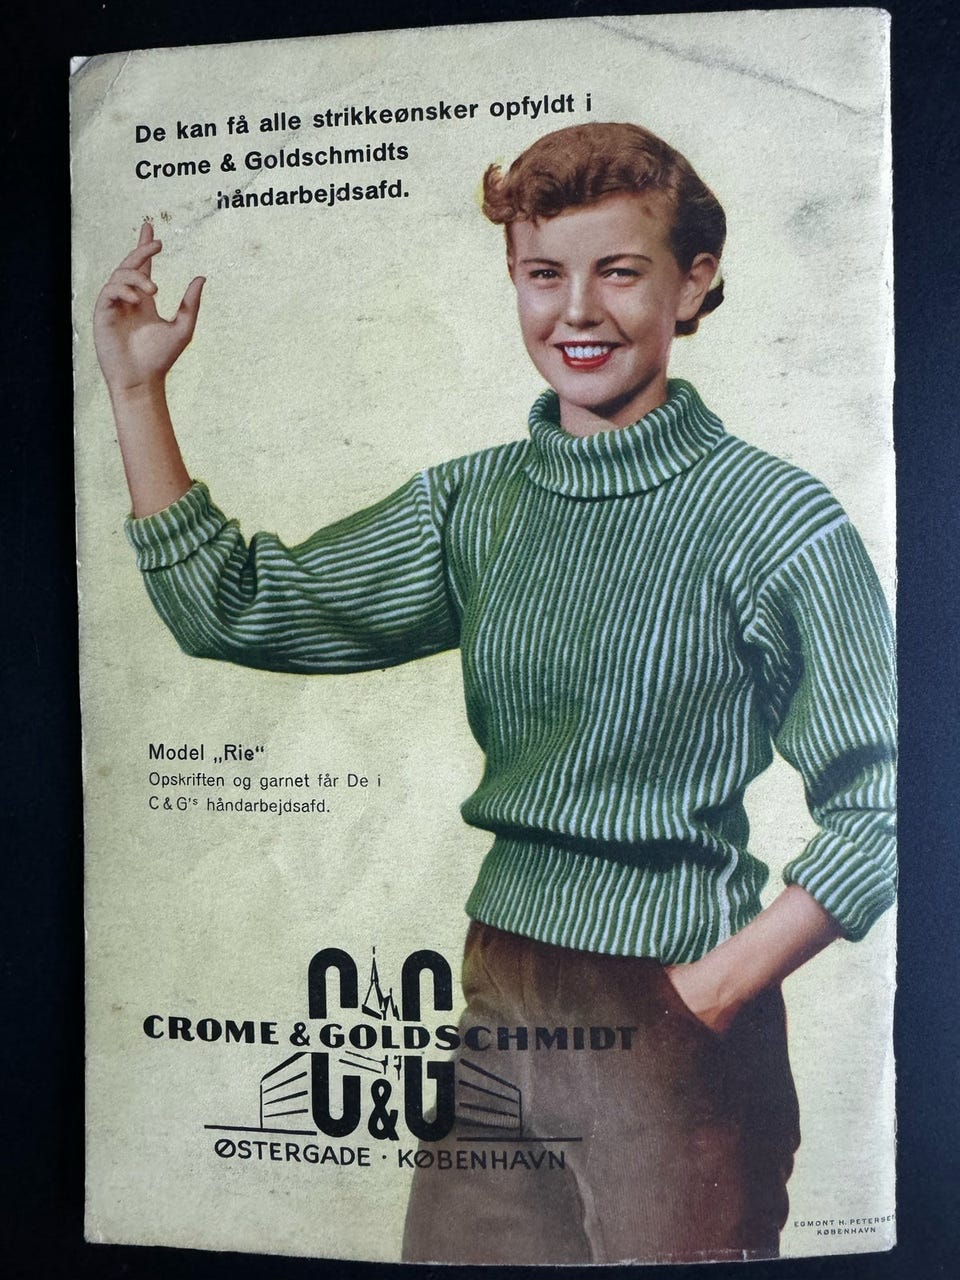 De kan få alle strikkeønsker opfyldt i
Crome & Goldschmidts
håndarbejdsafd.
Model „Rie“
Opskriften og garnet får De i
C & G's håndarbejdsafd.
CROME & GOLDSCHMIDT
C&G
ØSTERGADE · KØBENHAVN
EGMONT H. PETERSEN
KØBENHAVN